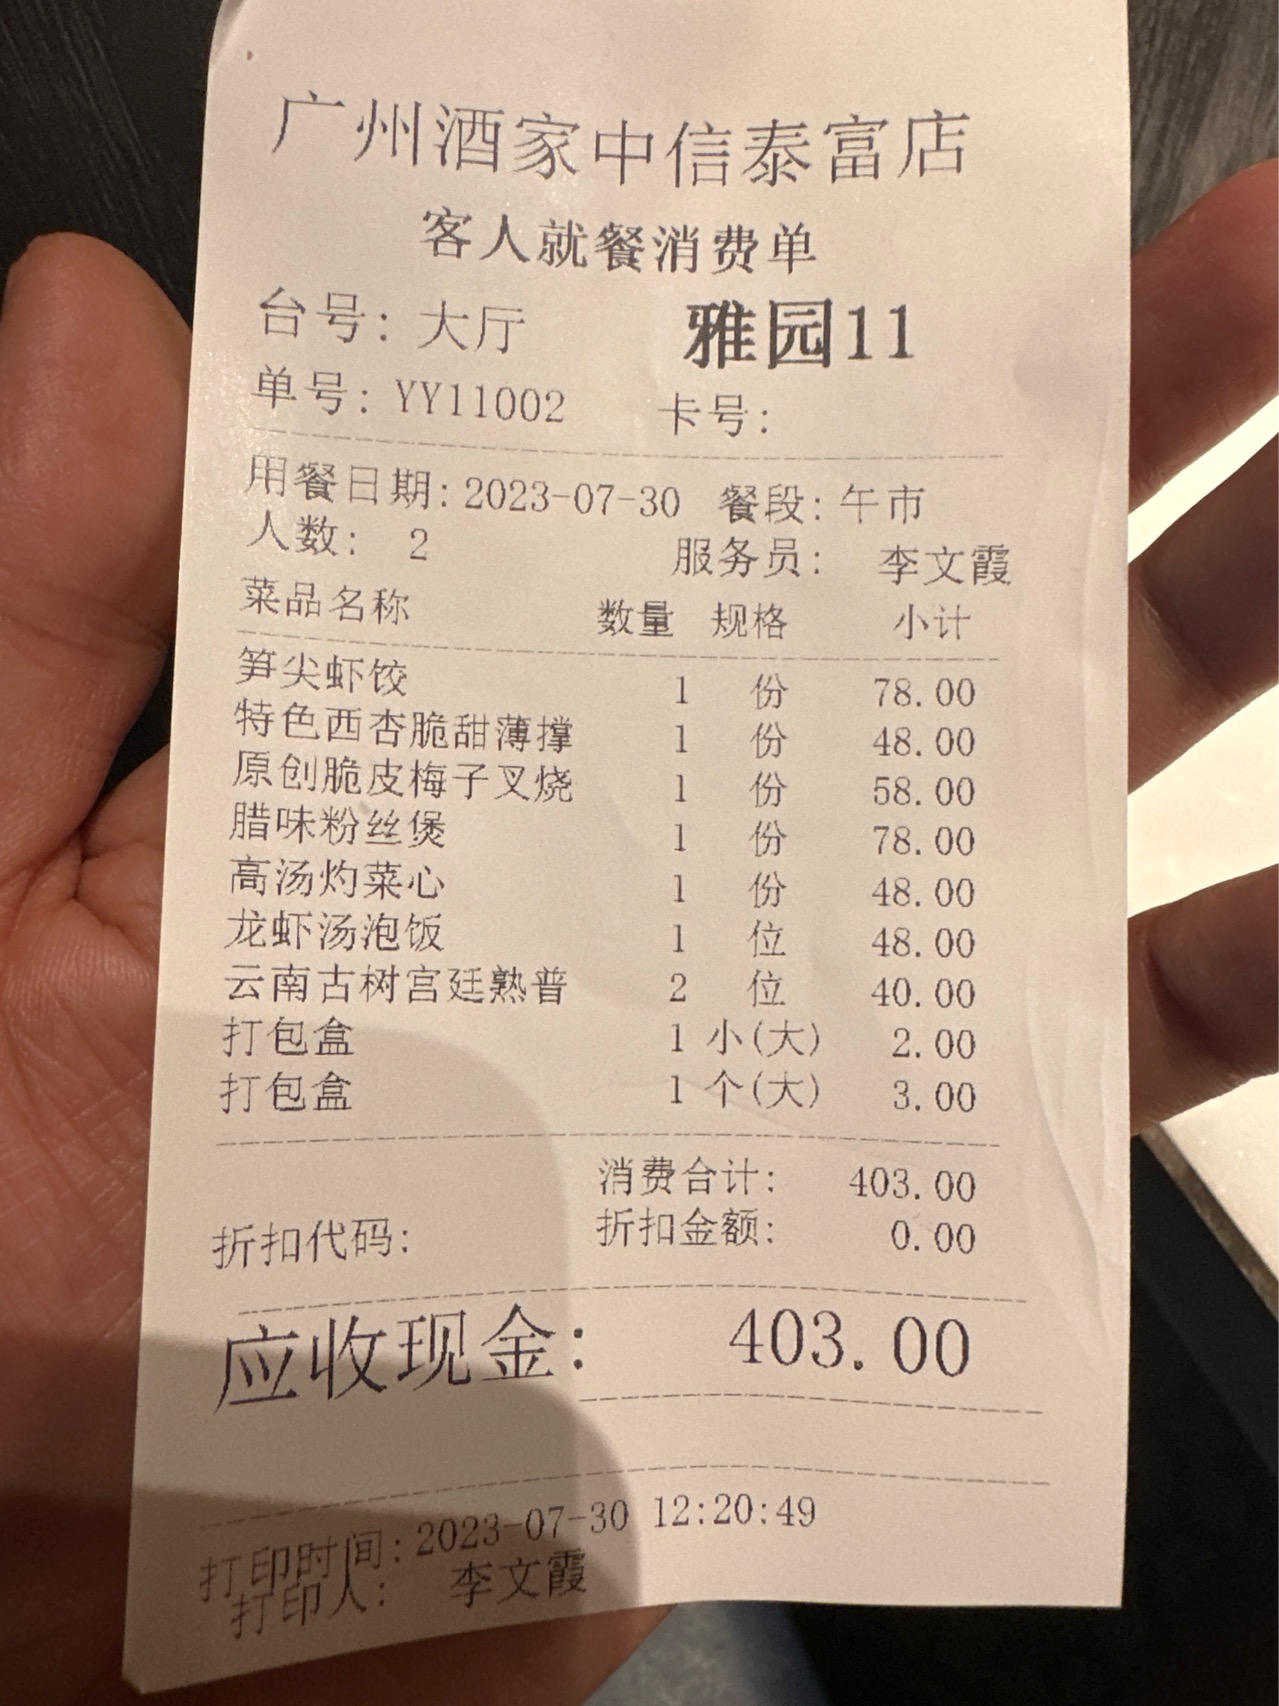 广州酒家中信泰富店
客人就餐消费单
台号: 大厅 雅园11
单号: YY11002 卡号:
用餐日期: 2023-07-30 餐段: 午市
人数: 2 服务员: 李文霞
菜品名称 数量 规格 小计
笋尖虾饺 1 份 78.00
特色西杏脆甜薄撑 1 份 48.00
原创脆皮梅子叉烧 1 份 58.00
腊味粉丝煲 1 份 78.00
高汤灼菜心 1 份 48.00
龙虾汤泡饭 1 位 48.00
云南古树宫廷熟普 2 位 40.00
打包盒 1 小(大) 2.00
打包盒 1 个(大) 3.00
消费合计: 403.00
折扣代码: 折扣金额: 0.00
应收现金: 403.00
打印时间: 2023-07-30 12:20:49
打印人: 李文霞